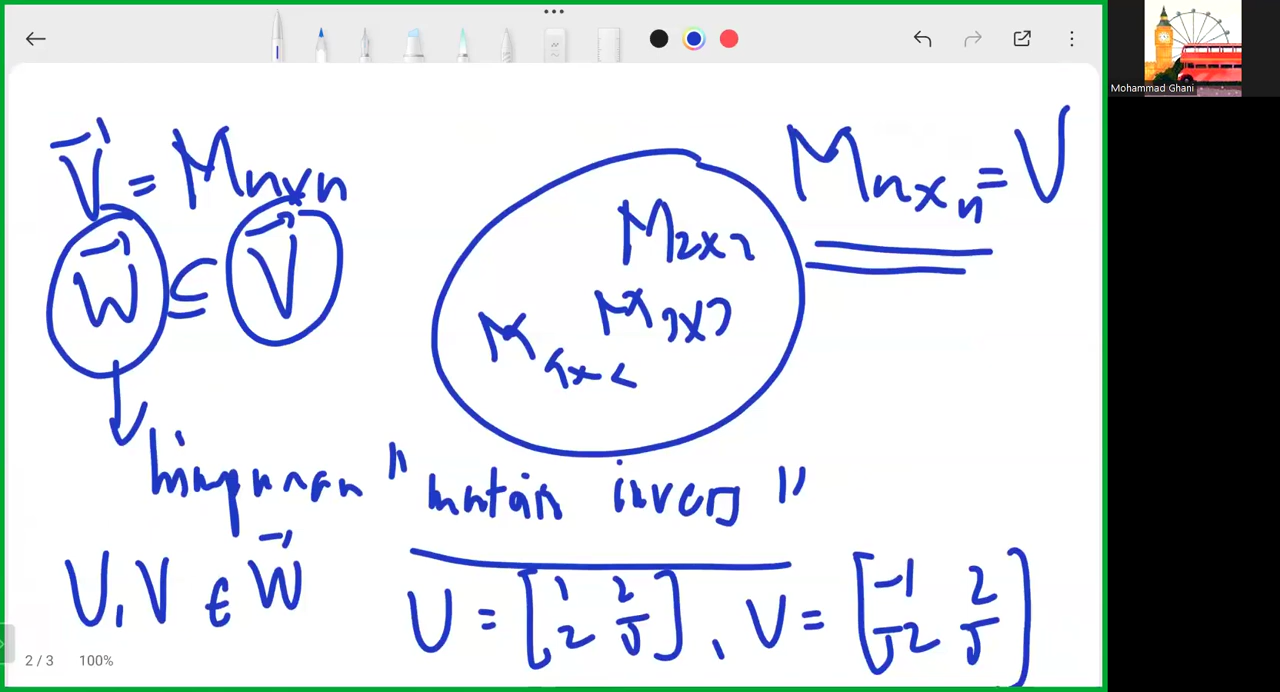 V⃗ = Mnxn
Mnxn = V
W⃗ ⊆ V⃗
M2x2
M3x3
M4x4
himpunan "matriks invers"
U, V ∈ W⃗
U = [1 2; 2 5], V = [-1 2; -2 5]
2 / 3 100%
Mohammad Ghani